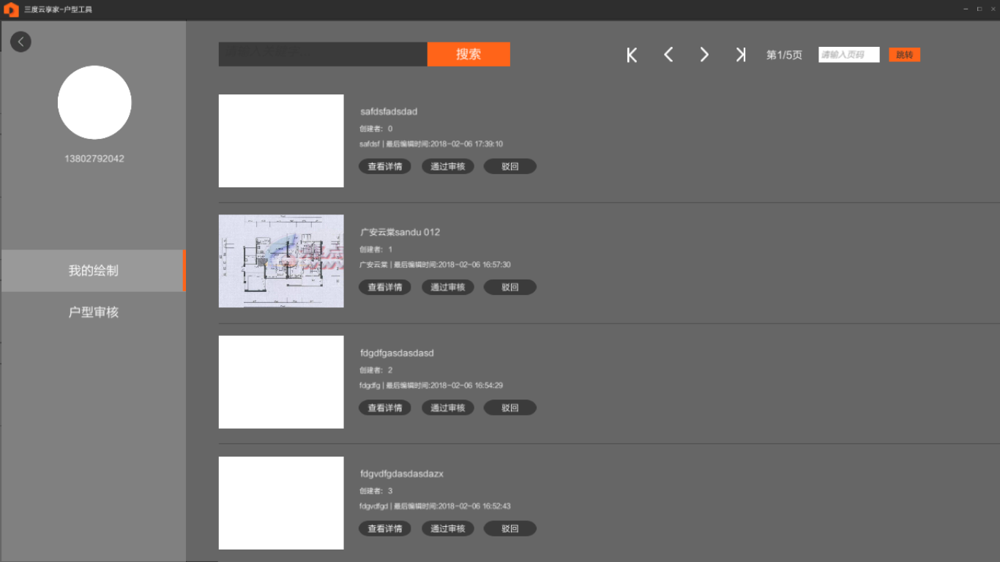 三度云享家-户型工具
搜索
第1/5页
请输入页码
跳转
13802792042
我的绘制
户型审核
safdsfadsdad
创建者： 0
safdsf | 最后编辑时间:2018-02-06 17:39:10
查看详情 通过审核 驳回
广安云棠sandu 012
创建者： 1
广安云棠 | 最后编辑时间:2018-02-06 16:57:30
查看详情 通过审核 驳回
fdgdfgasdasdasd
创建者： 2
fdgdfg | 最后编辑时间:2018-02-06 16:54:29
查看详情 通过审核 驳回
fdgvdfgdasdasdazx
创建者： 3
fdgvdfgd | 最后编辑时间:2018-02-06 16:52:43
查看详情 通过审核 驳回